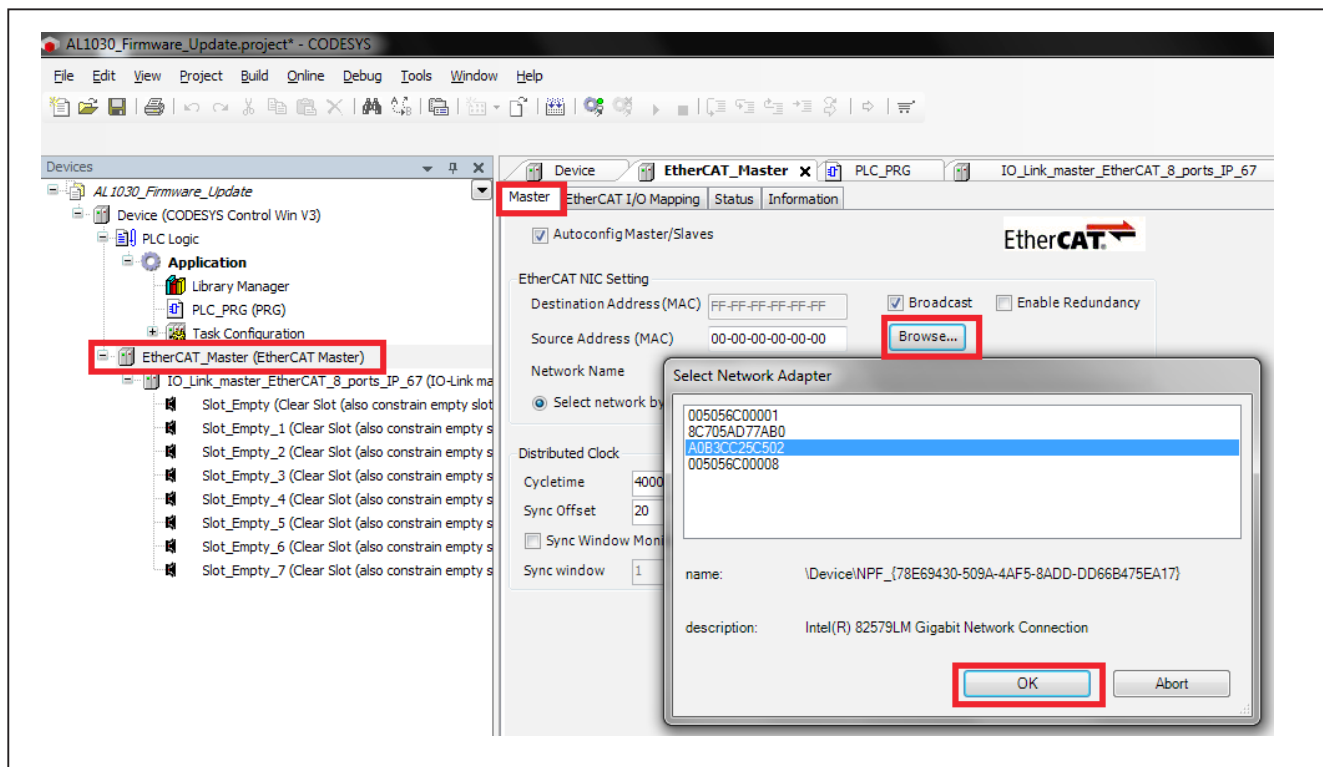 AL1030_Firmware_Update.project* - CODESYS
File Edit View Project Build Online Debug Tools Window Help
Devices
AL1030_Firmware_Update
Device (CODESYS Control Win V3)
PLC Logic
Application
Library Manager
PLC_PRG (PRG)
Task Configuration
EtherCAT_Master (EtherCAT Master)
IO_Link_master_EtherCAT_8_ports_IP_67 (IO-Link ma
Slot_Empty (Clear Slot (also constrain empty slot
Slot_Empty_1 (Clear Slot (also constrain empty s
Slot_Empty_2 (Clear Slot (also constrain empty s
Slot_Empty_3 (Clear Slot (also constrain empty s
Slot_Empty_4 (Clear Slot (also constrain empty s
Slot_Empty_5 (Clear Slot (also constrain empty s
Slot_Empty_6 (Clear Slot (also constrain empty s
Slot_Empty_7 (Clear Slot (also constrain empty s
Device EtherCAT_Master PLC_PRG IO_Link_master_EtherCAT_8_ports_IP_67
Master EtherCAT I/O Mapping Status Information
Autoconfig Master/Slaves
EtherCAT
EtherCAT NIC Setting
Destination Address (MAC) FF-FF-FF-FF-FF-FF Broadcast Enable Redundancy
Source Address (MAC) 00-00-00-00-00-00 Browse...
Network Name
Select network by
Distributed Clock
Cycletime 4000
Sync Offset 20
Sync Window Moni
Sync window 1
Select Network Adapter
005056C00001
8C705AD77AB0
A0B3CC25C502
005056C00008
name: \Device\NPF_{78E69430-509A-4AF5-8ADD-DD66B475EA17}
description: Intel(R) 82579LM Gigabit Network Connection
OK Abort